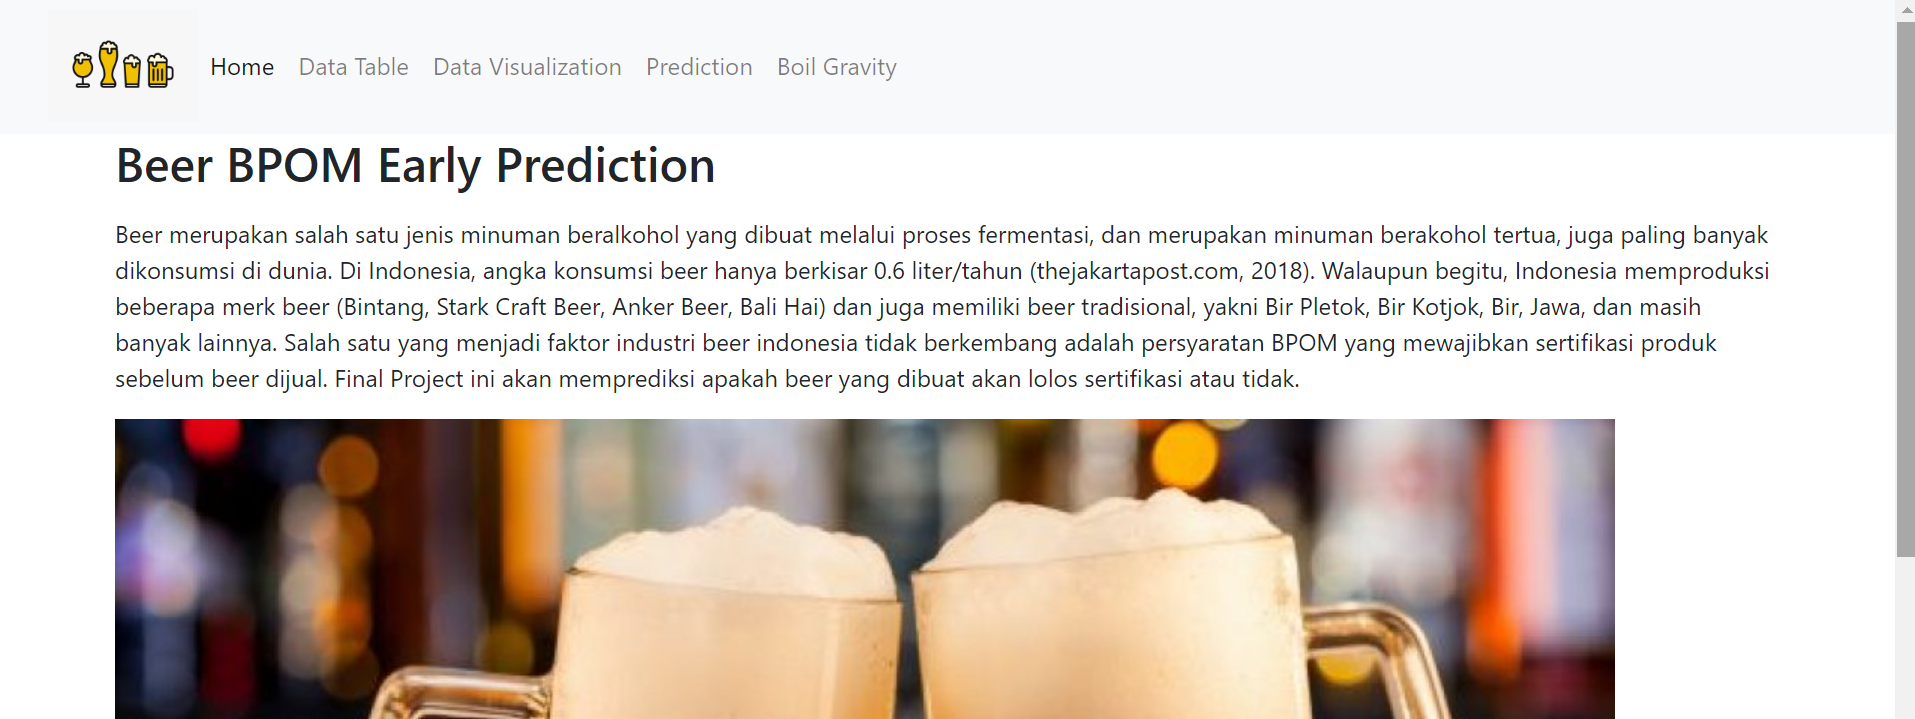 Home Data Table Data Visualization Prediction Boil Gravity
Beer BPOM Early Prediction
Beer merupakan salah satu jenis minuman beralkohol yang dibuat melalui proses fermentasi, dan merupakan minuman berakohol tertua, juga paling banyak
dikonsumsi di dunia. Di Indonesia, angka konsumsi beer hanya berkisar 0.6 liter/tahun (thejakartapost.com, 2018). Walaupun begitu, Indonesia memproduksi
beberapa merk beer (Bintang, Stark Craft Beer, Anker Beer, Bali Hai) dan juga memiliki beer tradisional, yakni Bir Pletok, Bir Kotjok, Bir, Jawa, dan masih
banyak lainnya. Salah satu yang menjadi faktor industri beer indonesia tidak berkembang adalah persyaratan BPOM yang mewajibkan sertifikasi produk
sebelum beer dijual. Final Project ini akan memprediksi apakah beer yang dibuat akan lolos sertifikasi atau tidak.